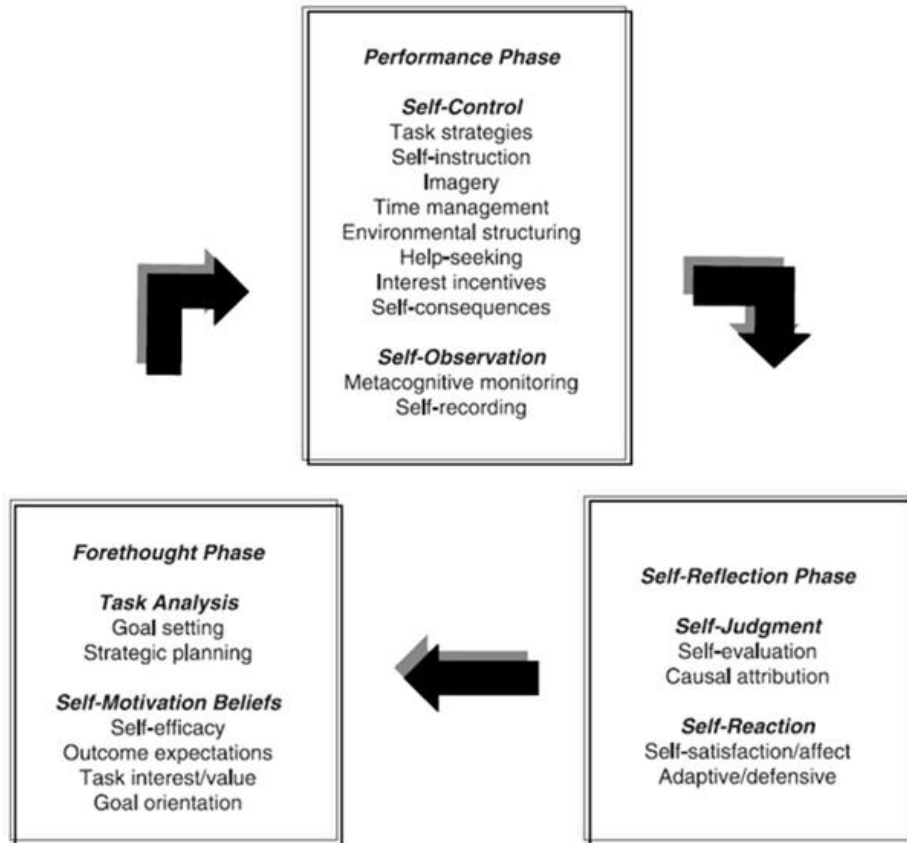 Performance Phase
Self-Control
Task strategies
Self-instruction
Imagery
Time management
Environmental structuring
Help-seeking
Interest incentives
Self-consequences
Self-Observation
Metacognitive monitoring
Self-recording
Forethought Phase
Task Analysis
Goal setting
Strategic planning
Self-Motivation Beliefs
Self-efficacy
Outcome expectations
Task interest/value
Goal orientation
Self-Reflection Phase
Self-Judgment
Self-evaluation
Causal attribution
Self-Reaction
Self-satisfaction/affect
Adaptive/defensive